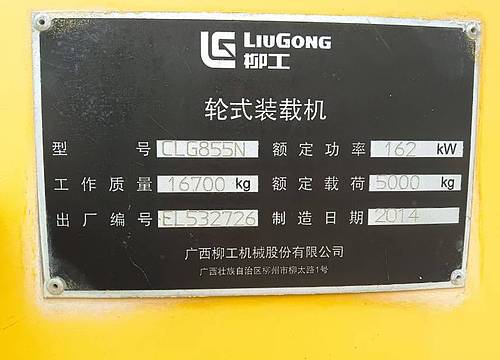 LIUGONG
柳工
轮式装载机
型号 CLG855N 额定功率 162 kW
工作质量 16700 kg 额定载荷 5000 kg
出厂编号 EL532726 制造日期 2014
广西柳工机械股份有限公司
广西壮族自治区柳州市柳太路1号